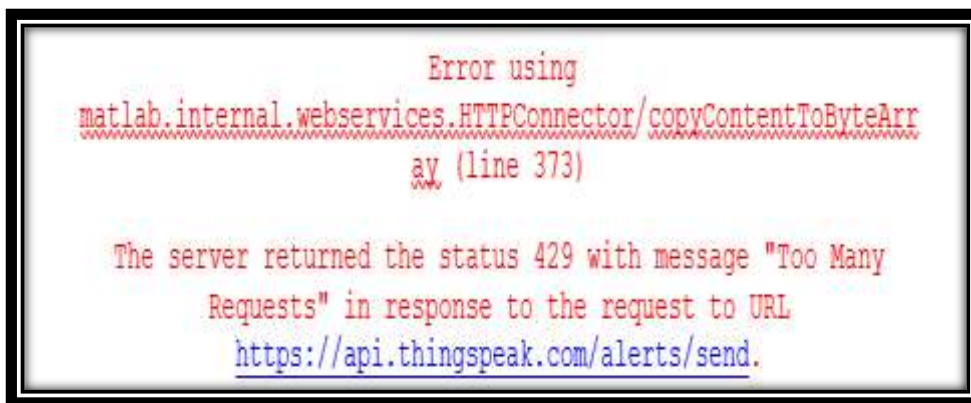 Error using
matlab.internal.webservices.HTTPConnector/copyContentToByteArr
ay (line 373)
The server returned the status 429 with message "Too Many
Requests" in response to the request to URL
https://api.thingspeak.com/alerts/send.